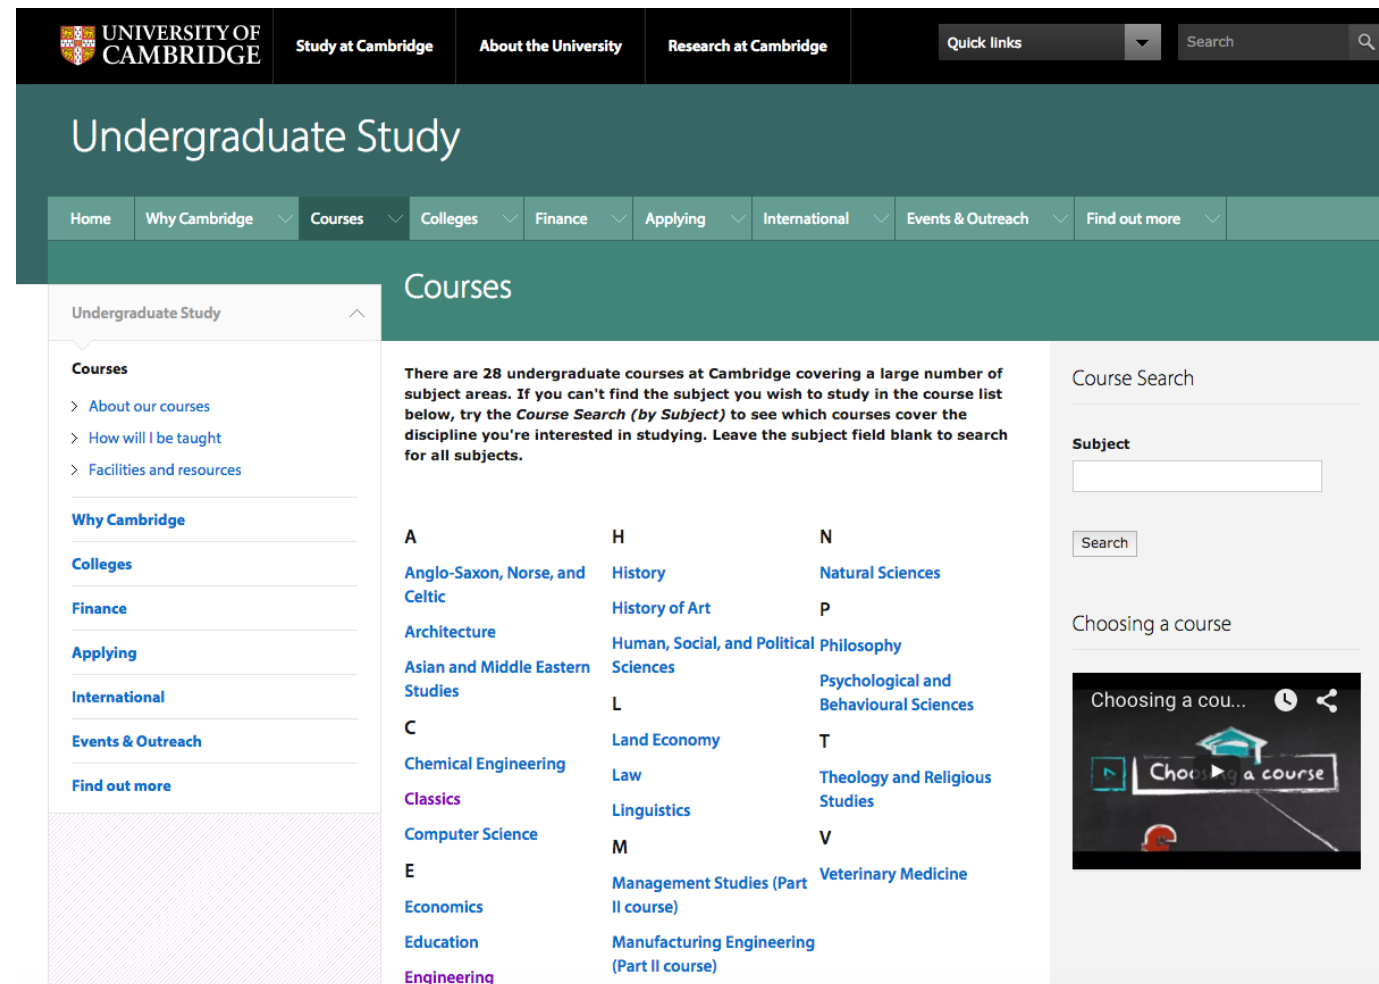 UNIVERSITY OF
CAMBRIDGE
Study at Cambridge
About the University
Research at Cambridge
Quick links
Search
Undergraduate Study
Home
Why Cambridge
Courses
Colleges
Finance
Applying
International
Events & Outreach
Find out more
Courses
Undergraduate Study
Courses
About our courses
How will I be taught
Facilities and resources
Why Cambridge
Colleges
Finance
Applying
International
Events & Outreach
Find out more
There are 28 undergraduate courses at Cambridge covering a large number of
subject areas. If you can't find the subject you wish to study in the course list
below, try the Course Search (by Subject) to see which courses cover the
discipline you're interested in studying. Leave the subject field blank to search
for all subjects.
A
Anglo-Saxon, Norse, and
Celtic
Architecture
Asian and Middle Eastern
Studies
C
Chemical Engineering
Classics
Computer Science
E
Economics
Education
Engineering
H
History
History of Art
Human, Social, and Political
Sciences
L
Land Economy
Law
Linguistics
M
Management Studies (Part
II course)
Manufacturing Engineering
(Part II course)
N
Natural Sciences
P
Philosophy
Psychological and
Behavioural Sciences
T
Theology and Religious
Studies
V
Veterinary Medicine
Course Search
Subject
Search
Choosing a course
Choosing a cou...
Choosing a course